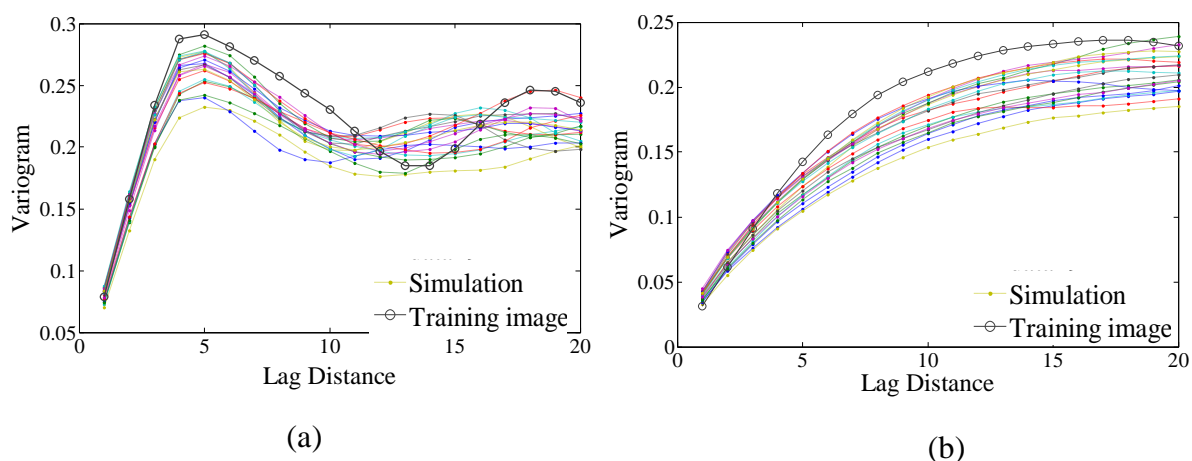 0.3
0.25
0.2
0.15
0.1
0.05
Variogram
Simulation
Training image
0 5 10 15 20
Lag Distance
(a)
0.25
0.2
0.15
0.1
0.05
0
Variogram
Simulation
Training image
0 5 10 15 20
Lag Distance
(b)